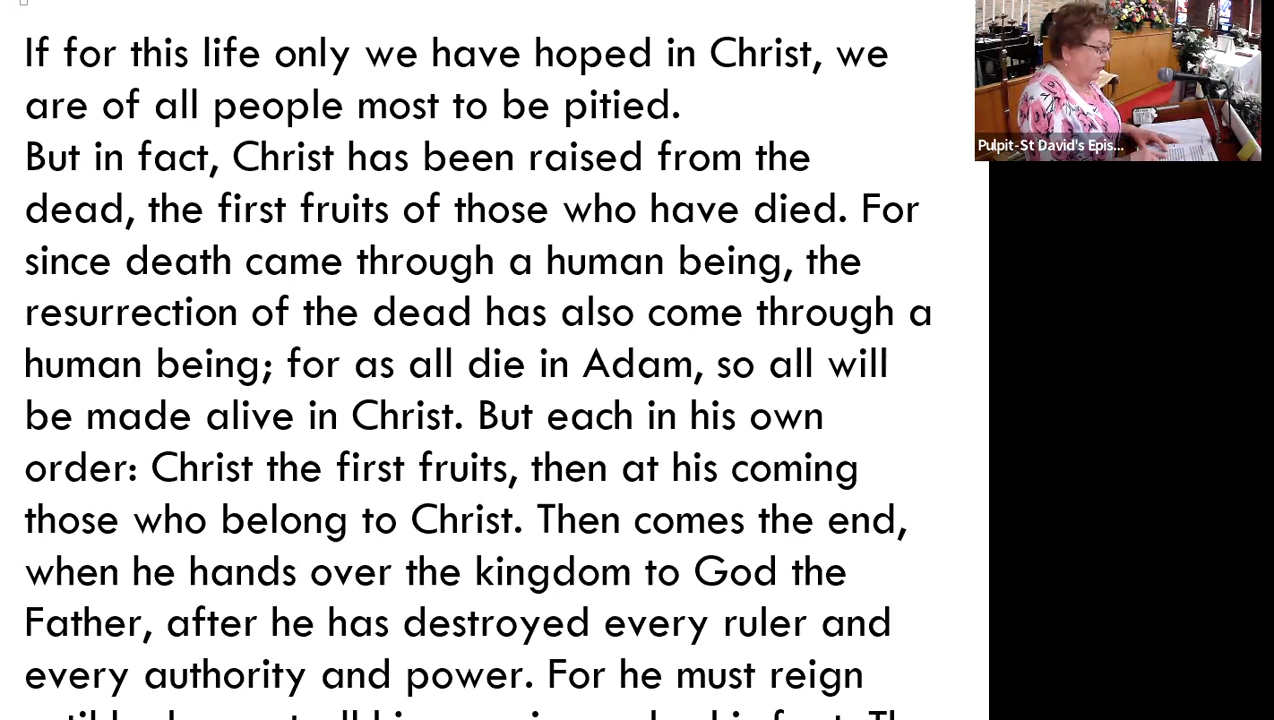 If for this life only we have hoped in Christ, we
are of all people most to be pitied.
But in fact, Christ has been raised from the
dead, the first fruits of those who have died. For
since death came through a human being, the
resurrection of the dead has also come through a
human being; for as all die in Adam, so all will
be made alive in Christ. But each in his own
order: Christ the first fruits, then at his coming
those who belong to Christ. Then comes the end,
when he hands over the kingdom to God the
Father, after he has destroyed every ruler and
every authority and power. For he must reign
Pulpit-St David's Epis...